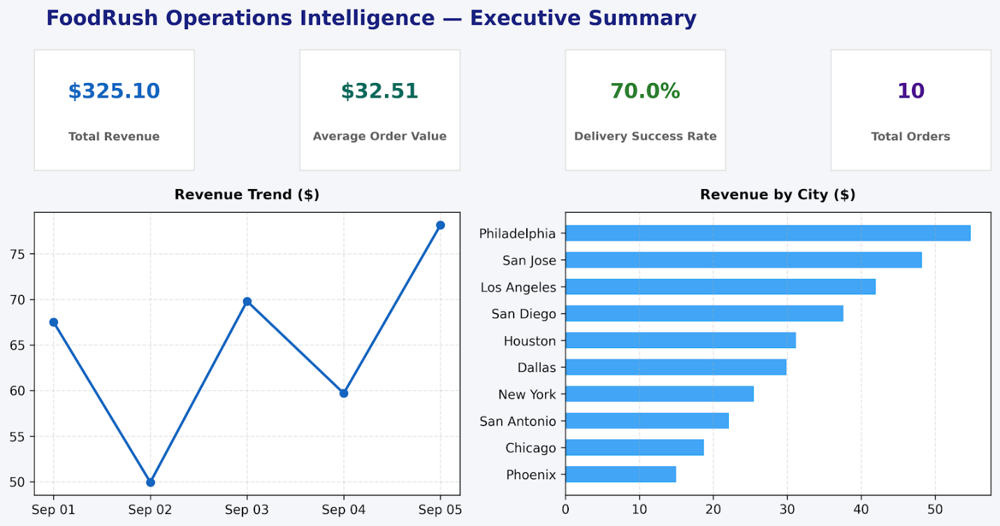 FoodRush Operations Intelligence — Executive Summary
$325.10
Total Revenue
$32.51
Average Order Value
70.0%
Delivery Success Rate
10
Total Orders
Revenue Trend ($)
75
70
65
60
55
50
Sep 01 Sep 02 Sep 03 Sep 04 Sep 05
Revenue by City ($)
Philadelphia
San Jose
Los Angeles
San Diego
Houston
Dallas
New York
San Antonio
Chicago
Phoenix
0 10 20 30 40 50